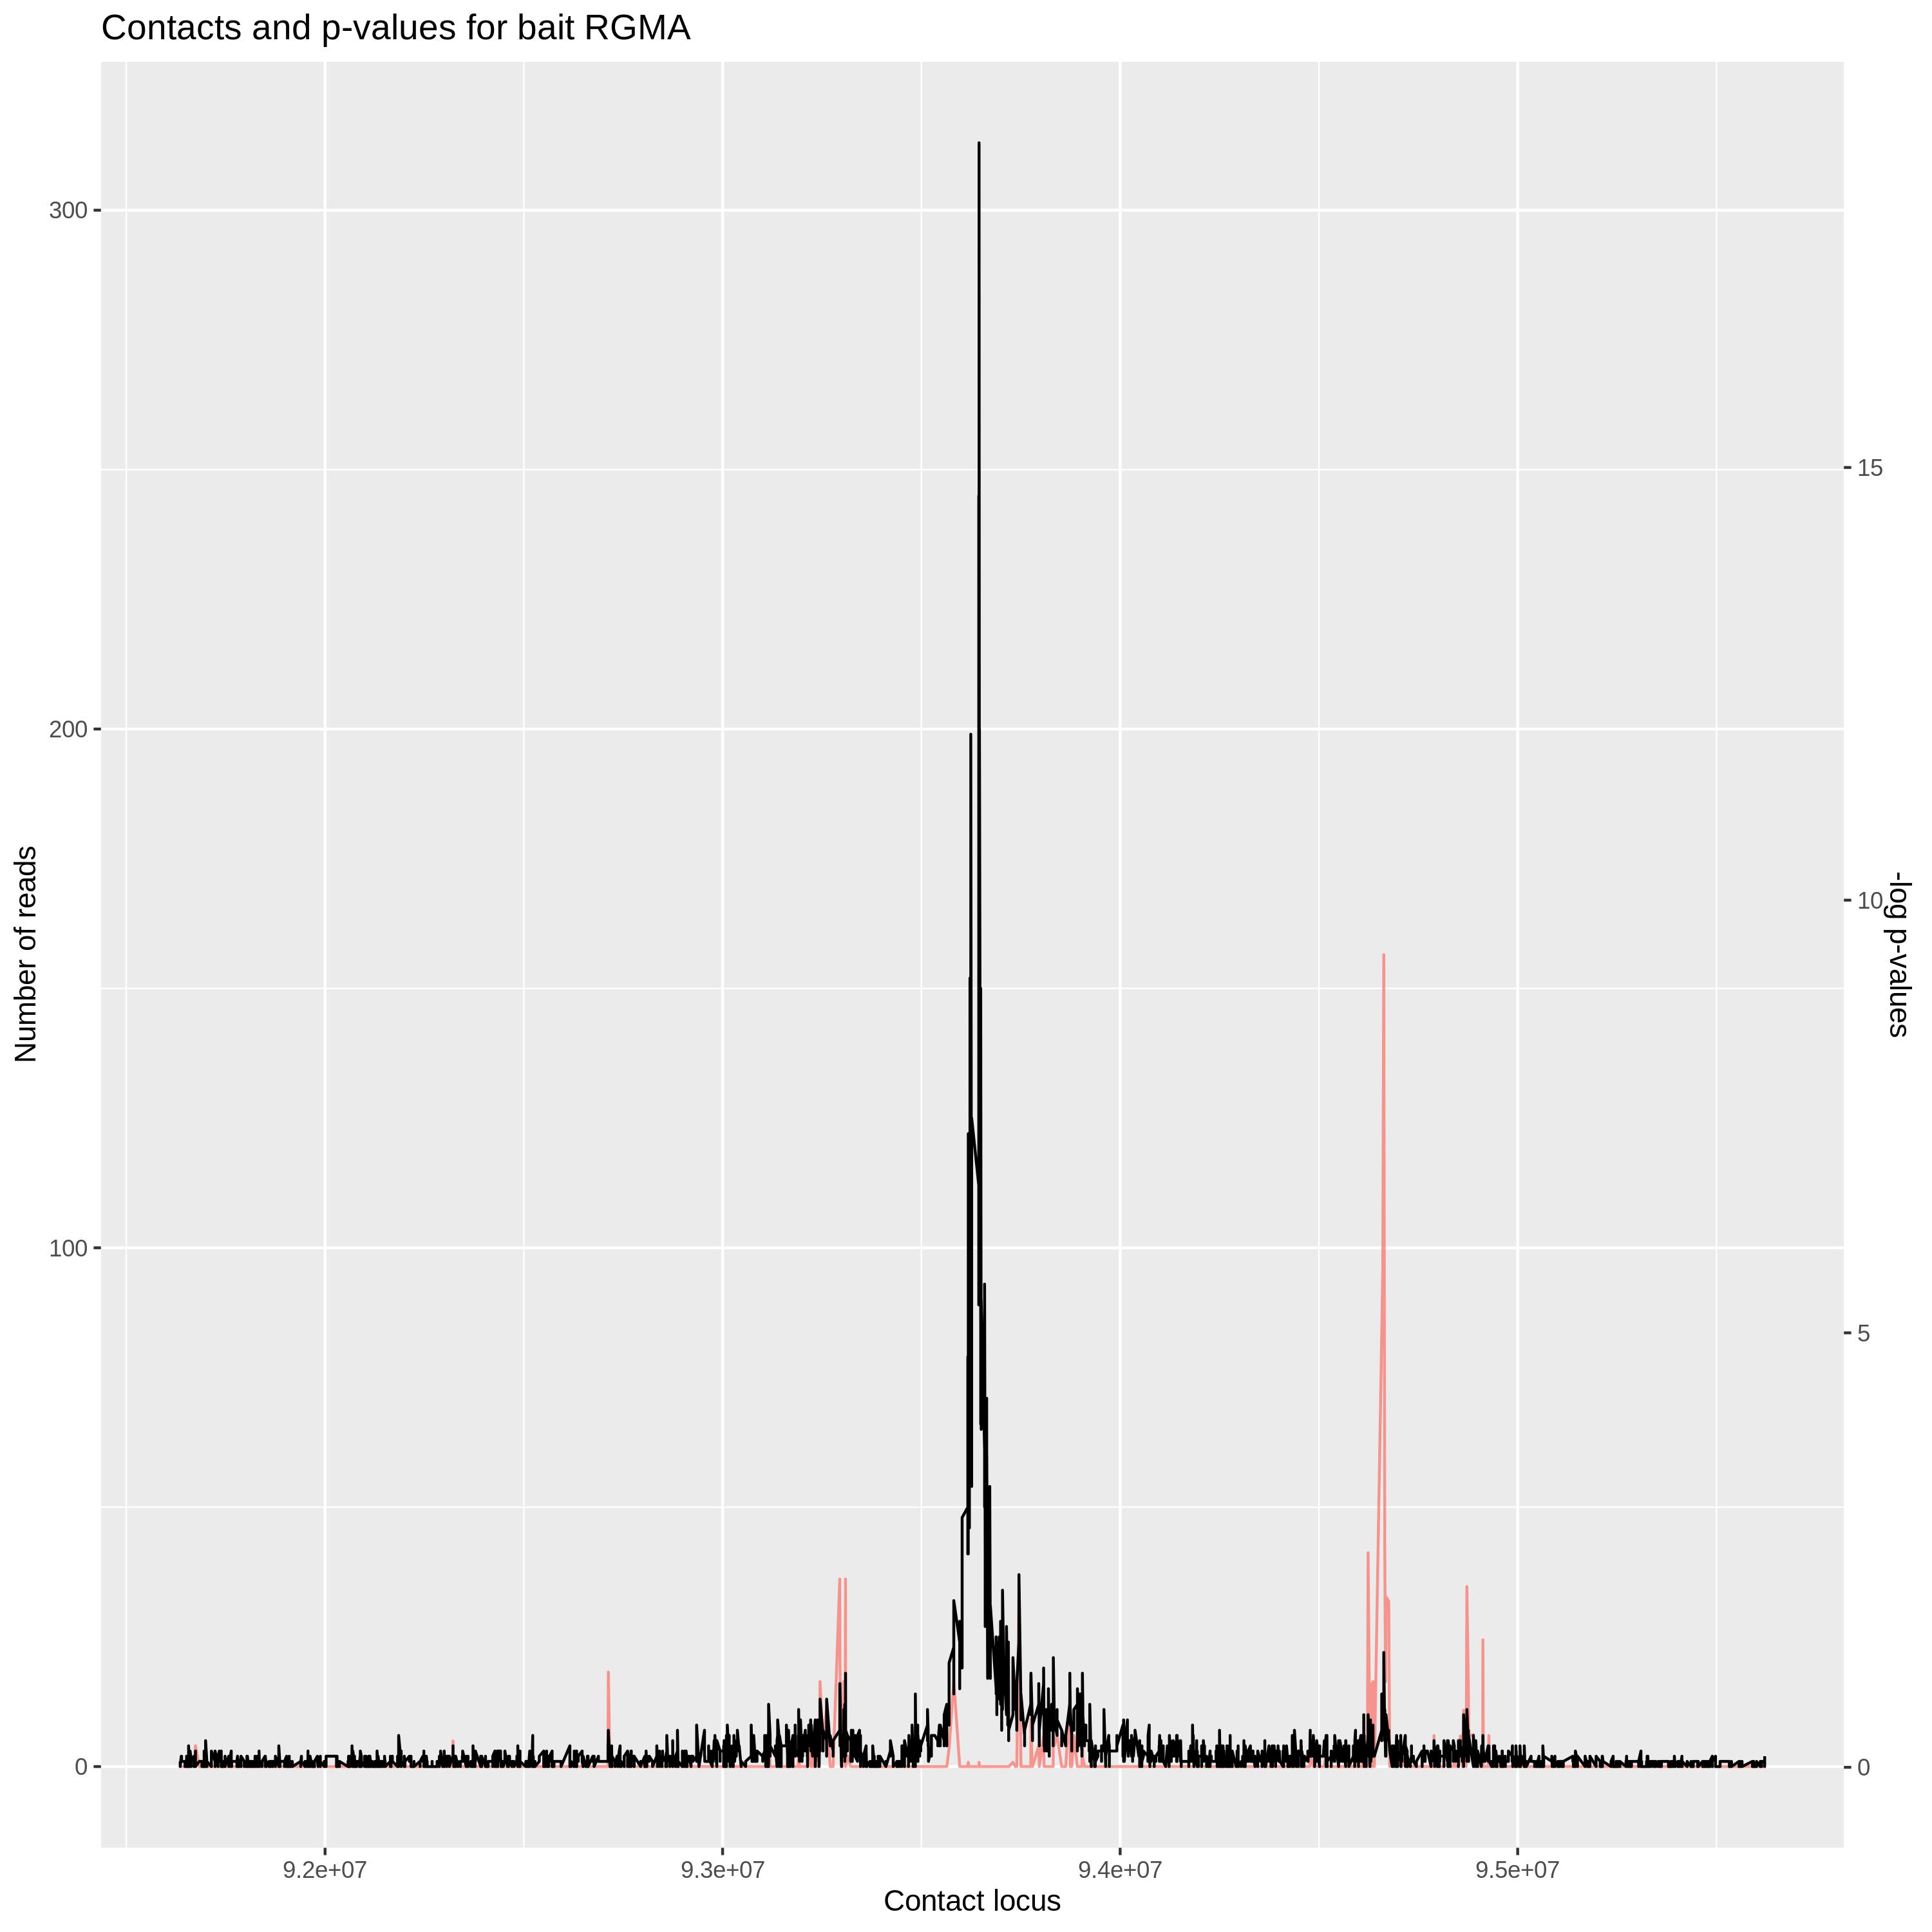 Contacts and p-values for bait RGMA
300
200
100
0
Number of reads
15
10
5
0
-log p-values
9.2e+07
9.3e+07
9.4e+07
9.5e+07
Contact locus